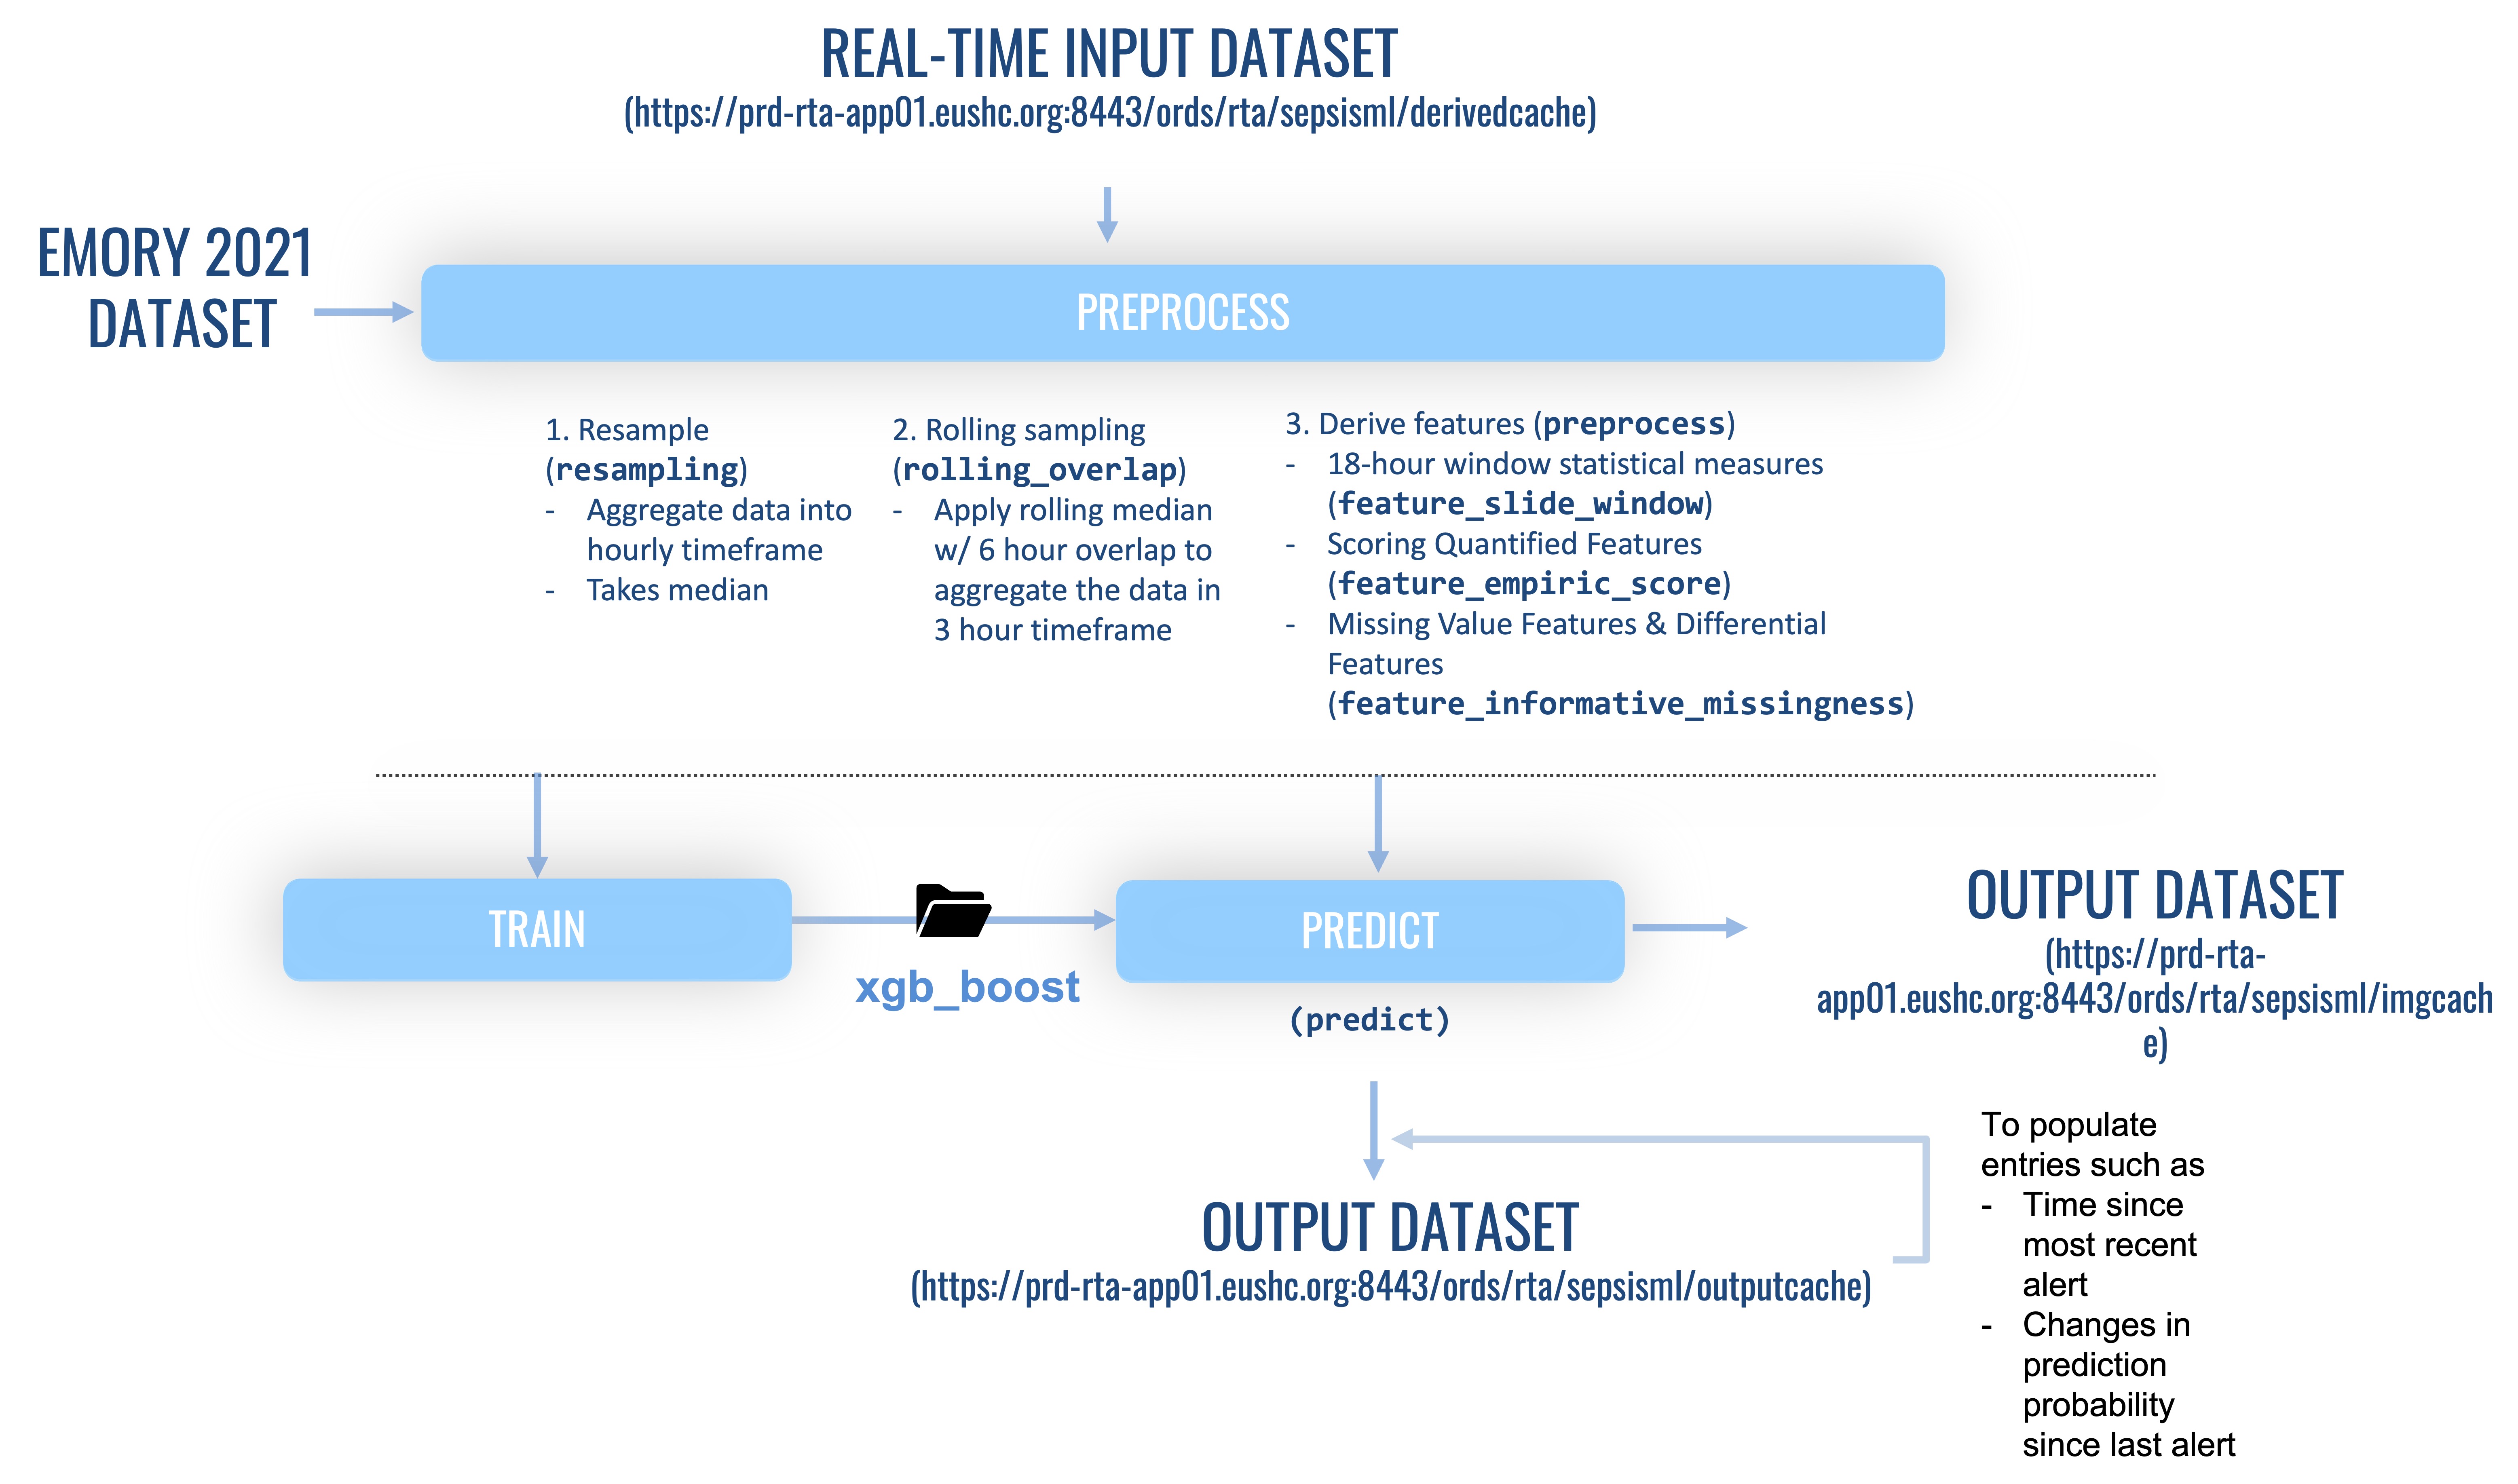 REAL-TIME INPUT DATASET
(https://prd-rta-app01.eushc.org:8443/ords/rta/sepsisml/derivedcache)
EMORY 2021
DATASET
PREPROCESS
1. Resample
(resampling)
- Aggregate data into
hourly timeframe
- Takes median
2. Rolling sampling
(rolling_overlap)
- Apply rolling median
w/ 6 hour overlap to
aggregate the data in
3 hour timeframe
3. Derive features (preprocess)
- 18-hour window statistical measures
(feature_slide_window)
- Scoring Quantified Features
(feature_empiric_score)
- Missing Value Features & Differential
Features
(feature_informative_missingness)
TRAIN
xgb_boost
PREDICT
(predict)
OUTPUT DATASET
(https://prd-rta-
app01.eushc.org:8443/ords/rta/sepsisml/imgcach
e)
OUTPUT DATASET
(https://prd-rta-app01.eushc.org:8443/ords/rta/sepsisml/outputcache)
To populate
entries such as
- Time since
most recent
alert
- Changes in
prediction
probability
since last alert